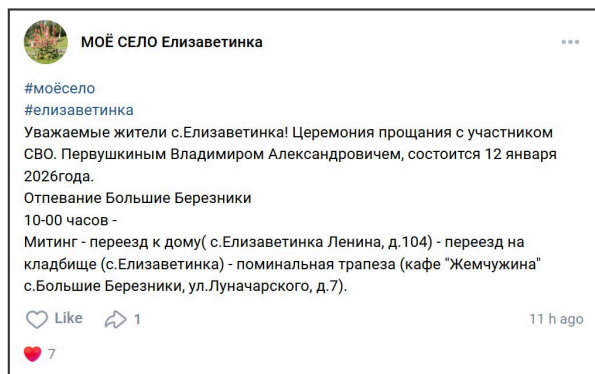 МОЁ СЕЛО Елизаветинка
#моёсело
#елизаветинка
Уважаемые жители с.Елизаветинка! Церемония прощания с участником
СВО. Первушкиным Владимиром Александровичем, состоится 12 января
2026года.
Отпевание Большие Березники
10-00 часов -
Митинг - переезд к дому( с.Елизаветинка Ленина, д.104) - переезд на
кладбище (с.Елизаветинка) - поминальная трапеза (кафе "Жемчужина"
с.Большие Березники, ул.Луначарского, д.7).
Like 1 11 h ago
7